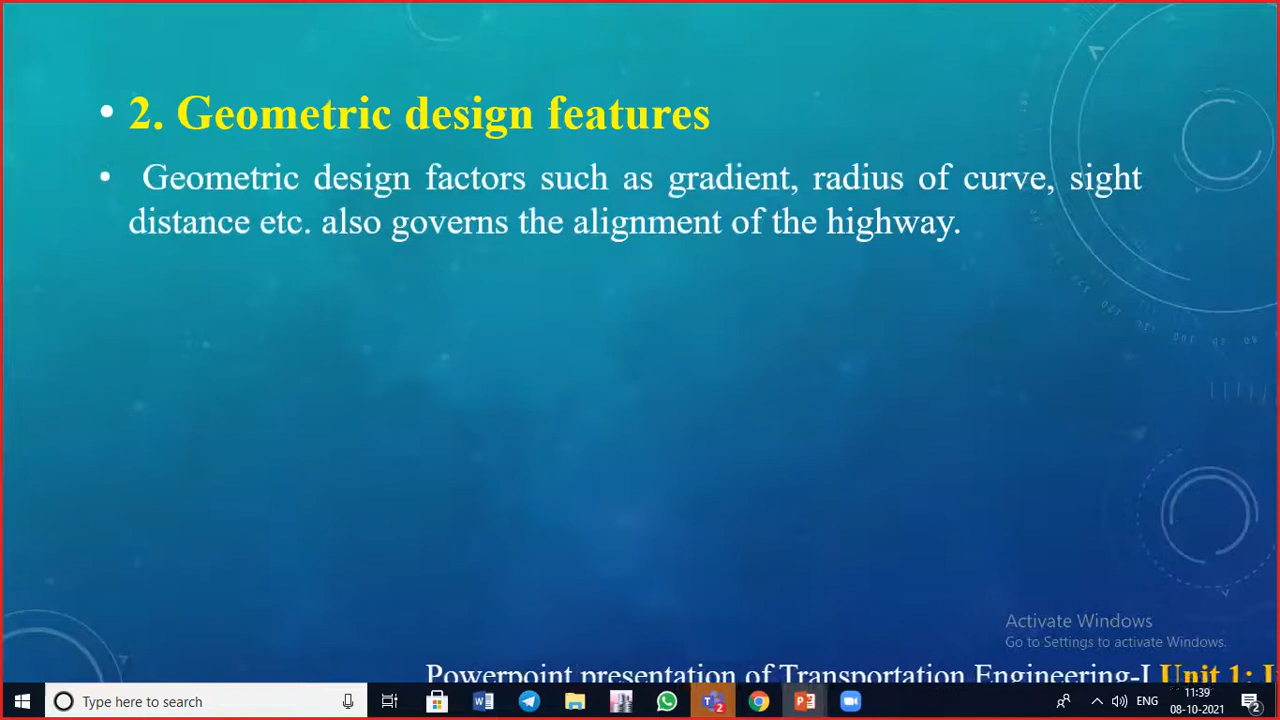 • 2. Geometric design features
• Geometric design factors such as gradient, radius of curve, sight
distance etc. also governs the alignment of the highway.
Activate Windows
Go to Settings to activate Windows.
Powerpoint presentation of Transportation Engineering-I Unit 1:
Type here to search
2
ENG
11:39
08-10-2021
2